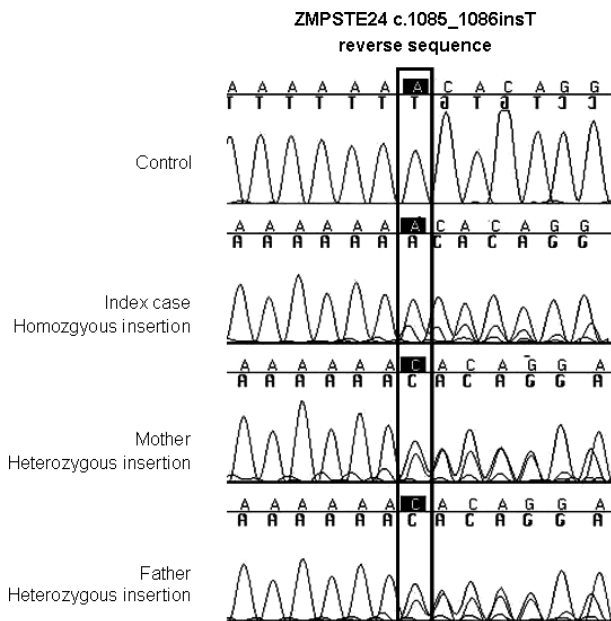 ZMPSTE24 c.1085_1086insT
reverse sequence
A A A A A A A C A C A G G
T T T T T T T G T G T C C
Control
A A A A A A A C A C A G G
A A A A A A A C A C A G G
Index case
Homozgyous insertion
A A A A A A C A C A G G A
A A A A A A C A C A G G A
Mother
Heterozygous insertion
A A A A A A C A C A G G A
A A A A A A C A C A G G A
Father
Heterozygous insertion